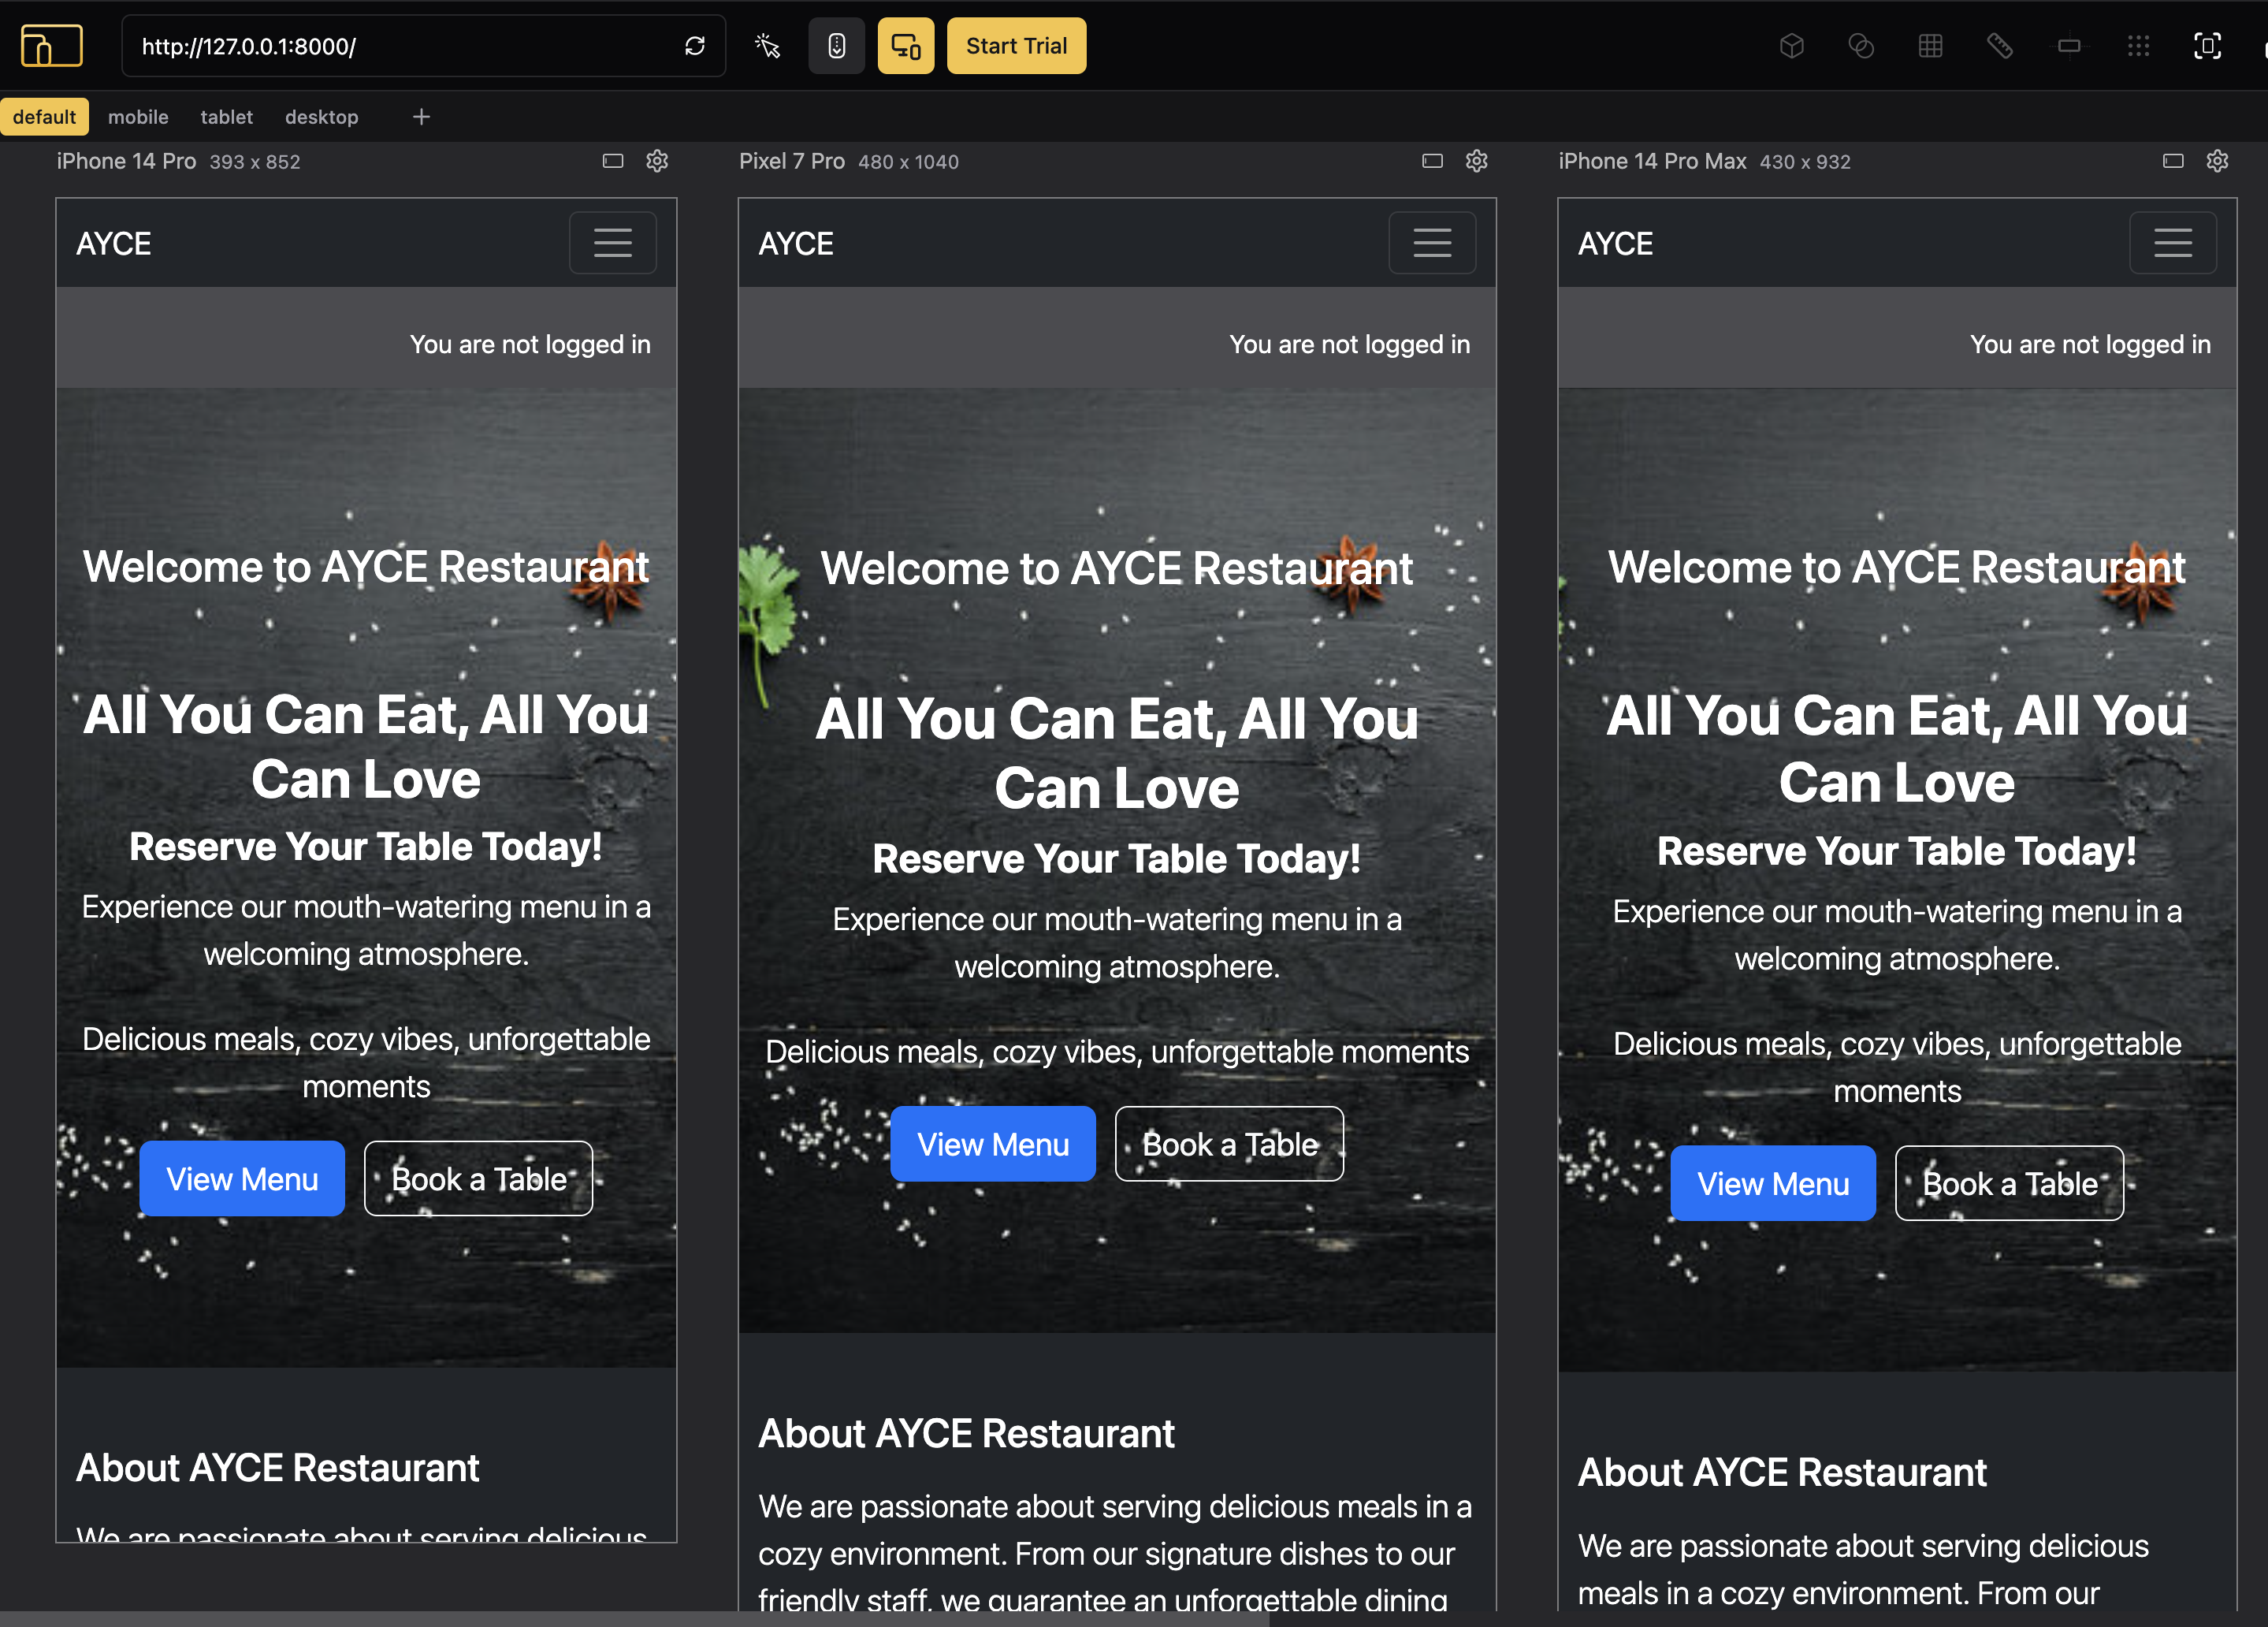 http://127.0.0.1:8000/
Start Trial
default mobile tablet desktop
iPhone 14 Pro 393 x 852
AYCE
You are not logged in
Welcome to AYCE Restaurant
All You Can Eat, All You
Can Love
Reserve Your Table Today!
Experience our mouth-watering menu in a
welcoming atmosphere.
Delicious meals, cozy vibes, unforgettable
moments
View Menu
Book a Table
About AYCE Restaurant
We are passionate about serving delicious
Pixel 7 Pro 480 x 1040
AYCE
You are not logged in
Welcome to AYCE Restaurant
All You Can Eat, All You
Can Love
Reserve Your Table Today!
Experience our mouth-watering menu in a
welcoming atmosphere.
Delicious meals, cozy vibes, unforgettable moments
View Menu
Book a Table
About AYCE Restaurant
We are passionate about serving delicious meals in a
cozy environment. From our signature dishes to our
friendly staff, we guarantee an unforgettable dining
iPhone 14 Pro Max 430 x 932
AYCE
You are not logged in
Welcome to AYCE Restaurant
All You Can Eat, All You
Can Love
Reserve Your Table Today!
Experience our mouth-watering menu in a
welcoming atmosphere.
Delicious meals, cozy vibes, unforgettable
moments
View Menu
Book a Table
About AYCE Restaurant
We are passionate about serving delicious
meals in a cozy environment. From our